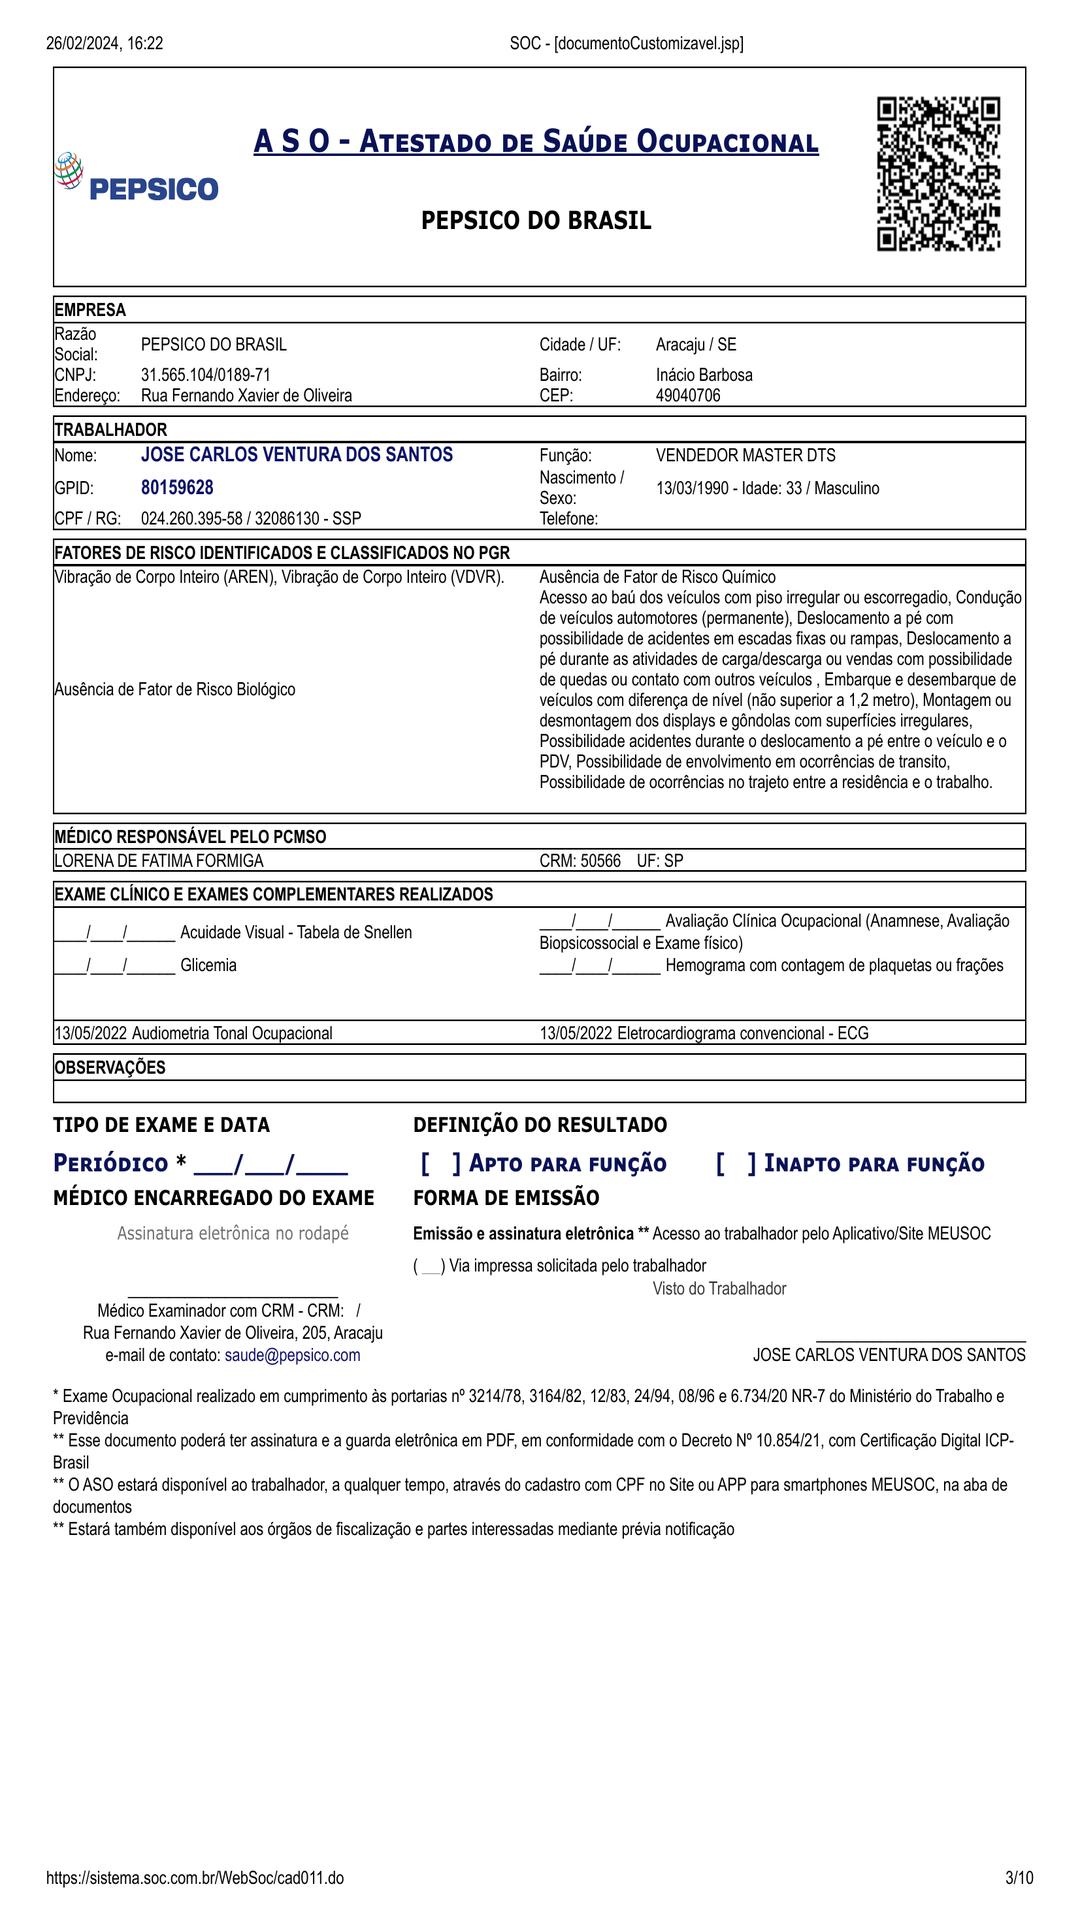 26/02/2024, 16:22 SOC - [documentoCustomizavel.jsp]
A S O - Atestado de Saúde Ocupacional
PEPSICO
PEPSICO DO BRASIL
EMPRESA
Razão Social: PEPSICO DO BRASIL Cidade / UF: Aracaju / SE
CNPJ: 31.565.104/0189-71 Bairro: Inácio Barbosa
Endereço: Rua Fernando Xavier de Oliveira CEP: 49040706
TRABALHADOR
Nome: JOSE CARLOS VENTURA DOS SANTOS Função: VENDEDOR MASTER DTS
GPID: 80159628 Nascimento / Sexo: 13/03/1990 - Idade: 33 / Masculino
CPF / RG: 024.260.395-58 / 32086130 - SSP Telefone:
FATORES DE RISCO IDENTIFICADOS E CLASSIFICADOS NO PGR
Vibração de Corpo Inteiro (AREN), Vibração de Corpo Inteiro (VDVR). Ausência de Fator de Risco Químico
Ausência de Fator de Risco Biológico
Acesso ao baú dos veículos com piso irregular ou escorregadio, Condução
de veículos automotores (permanente), Deslocamento a pé com
possibilidade de acidentes em escadas fixas ou rampas, Deslocamento a
pé durante as atividades de carga/descarga ou vendas com possibilidade
de quedas ou contato com outros veículos , Embarque e desembarque de
veículos com diferença de nível (não superior a 1,2 metro), Montagem ou
desmontagem dos displays e gôndolas com superfícies irregulares,
Possibilidade acidentes durante o deslocamento a pé entre o veículo e o
PDV, Possibilidade de envolvimento em ocorrências de transito,
Possibilidade de ocorrências no trajeto entre a residência e o trabalho.
MÉDICO RESPONSÁVEL PELO PCMSO
LORENA DE FATIMA FORMIGA CRM: 50566 UF: SP
EXAME CLÍNICO E EXAMES COMPLEMENTARES REALIZADOS
____/____/______ Acuidade Visual - Tabela de Snellen
____/____/______ Avaliação Clínica Ocupacional (Anamnese, Avaliação
Biopsicossocial e Exame físico)
____/____/______ Glicemia ____/____/______ Hemograma com contagem de plaquetas ou frações
13/05/2022 Audiometria Tonal Ocupacional 13/05/2022 Eletrocardiograma convencional - ECG
OBSERVAÇÕES
TIPO DE EXAME E DATA DEFINIÇÃO DO RESULTADO
Periódico * ___/___/____ [ ] Apto para função [ ] Inapto para função
MÉDICO ENCARREGADO DO EXAME FORMA DE EMISSÃO
Assinatura eletrônica no rodapé Emissão e assinatura eletrônica ** Acesso ao trabalhador pelo Aplicativo/Site MEUSOC
( __) Via impressa solicitada pelo trabalhador
Visto do Trabalhador
Médico Examinador com CRM - CRM: /
Rua Fernando Xavier de Oliveira, 205, Aracaju
e-mail de contato: saude@pepsico.com JOSE CARLOS VENTURA DOS SANTOS
* Exame Ocupacional realizado em cumprimento às portarias nº 3214/78, 3164/82, 12/83, 24/94, 08/96 e 6.734/20 NR-7 do Ministério do Trabalho e
Previdência
** Esse documento poderá ter assinatura e a guarda eletrônica em PDF, em conformidade com o Decreto Nº 10.854/21, com Certificação Digital ICP-
Brasil
** O ASO estará disponível ao trabalhador, a qualquer tempo, através do cadastro com CPF no Site ou APP para smartphones MEUSOC, na aba de
documentos
** Estará também disponível aos órgãos de fiscalização e partes interessadas mediante prévia notificação
https://sistema.soc.com.br/WebSoc/cad011.do 3/10